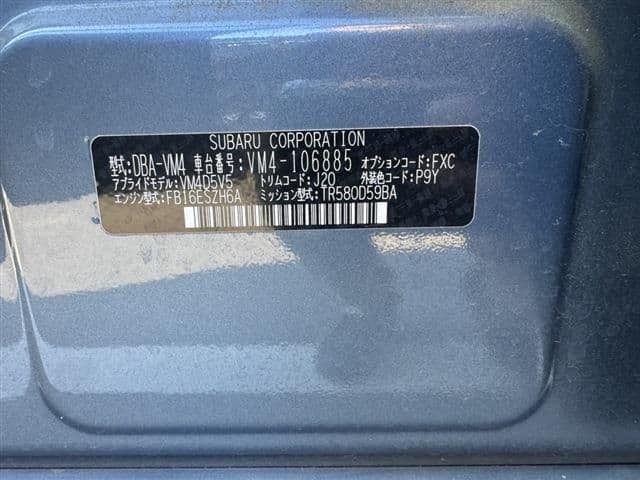 SUBARU CORPORATION
型式:DBA-VM4 車台番号:VM4-106885 オプションコード:FXC
アプライドモデル:VM4D5V5 トリムコード:J20 外装色コード:P9Y
エンジン型式:FB16ESZH6A ミッション型式:TR580D59BA